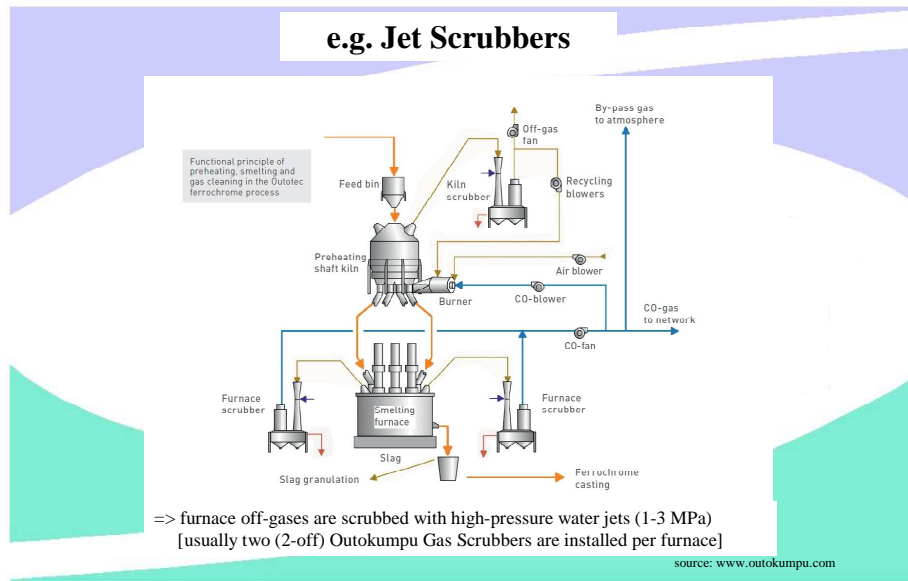 e.g. Jet Scrubbers
By-pass gas
to atmosphere
Off-gas
fan
Functional principle of
preheating, smelting and
gas cleaning in the Outotec
ferrochrome process
Feed bin
Kiln
scrubber
Recycling
blowers
Preheating
shaft kiln
Air blower
Burner
CO-blower
CO-gas
to network
CO-fan
Furnace
scrubber
Smelting
furnace
Furnace
scrubber
Slag
Slag granulation
Ferrochrome
casting
=> furnace off-gases are scrubbed with high-pressure water jets (1-3 MPa)
[usually two (2-off) Outokumpu Gas Scrubbers are installed per furnace]
source: www.outokumpu.com